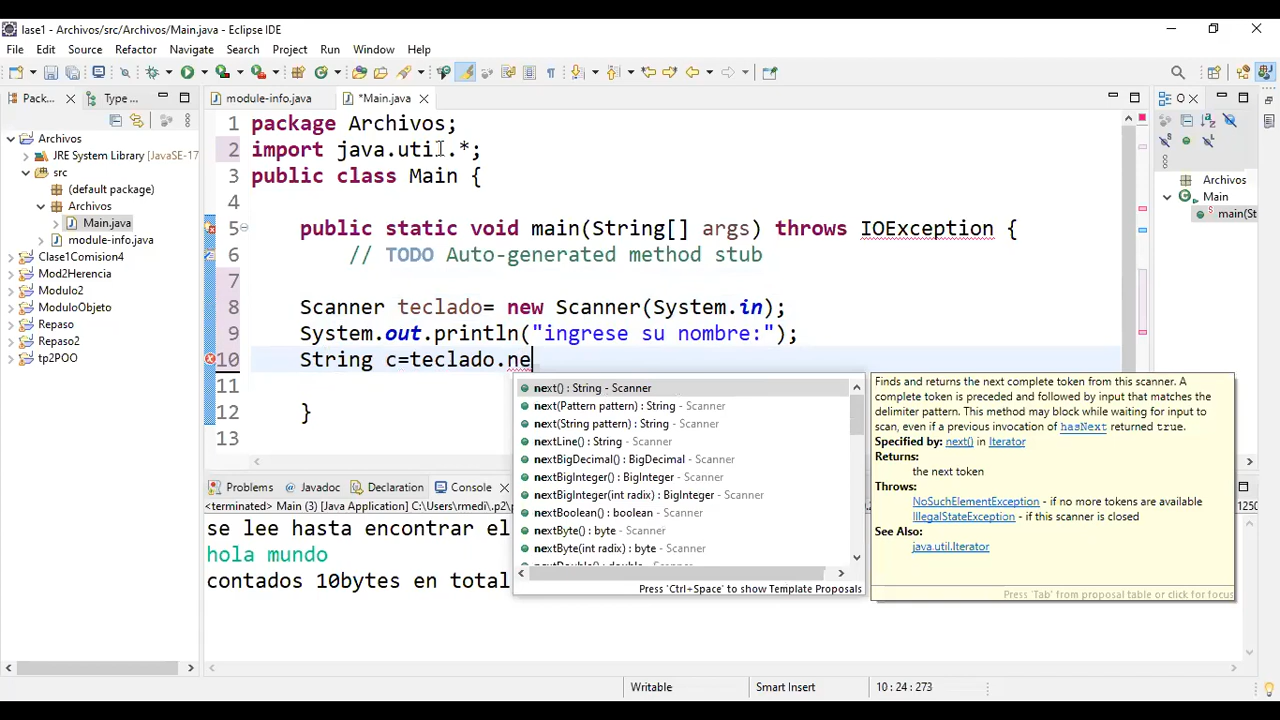 lase1 - Archivos/src/Archivos/Main.java - Eclipse IDE
File Edit Source Refactor Navigate Search Project Run Window Help
Pack... Type ... module-info.java *Main.java O
Archivos
JRE System Library [JavaSE-17
src
(default package)
Archivos
Main.java
module-info.java
Clase1Comision4
Mod2Herencia
Modulo2
ModuloObjeto
Repaso
Repaso2
tp2POO
1 package Archivos;
2 import java.util.*;
3 public class Main {
4
5 public static void main(String[] args) throws IOException {
6 // TODO Auto-generated method stub
7
8 Scanner teclado= new Scanner(System.in);
9 System.out.println("ingrese su nombre:");
10 String c=teclado.ne
11
12 }
13
next() : String - Scanner
next(Pattern pattern) : String - Scanner
next(String pattern) : String - Scanner
nextLine() : String - Scanner
nextBigDecimal() : BigDecimal - Scanner
nextBigInteger() : BigInteger - Scanner
nextBigInteger(int radix) : BigInteger - Scanner
nextBoolean() : boolean - Scanner
nextByte() : byte - Scanner
nextByte(int radix) : byte - Scanner
nextDouble() : double - Scanner
Press 'Ctrl+Space' to show Template Proposals
Finds and returns the next complete token from this scanner. A
complete token is preceded and followed by input that matches the
delimiter pattern. This method may block while waiting for input to
scan, even if a previous invocation of hasNext returned true.
Specified by: next() in Iterator
Returns:
the next token
Throws:
NoSuchElementException - if no more tokens are available
IllegalStateException - if this scanner is closed
See Also:
java.util.Iterator
Press 'Tab' from proposal table or click for focus
Archivos
Main
main(St
Problems Javadoc Declaration Console
<terminated> Main (3) [Java Application] C:\Users\rmedi\.p2\p
1250
se lee hasta encontrar el
hola mundo
contados 10bytes en total
Writable Smart Insert 10 : 24 : 273